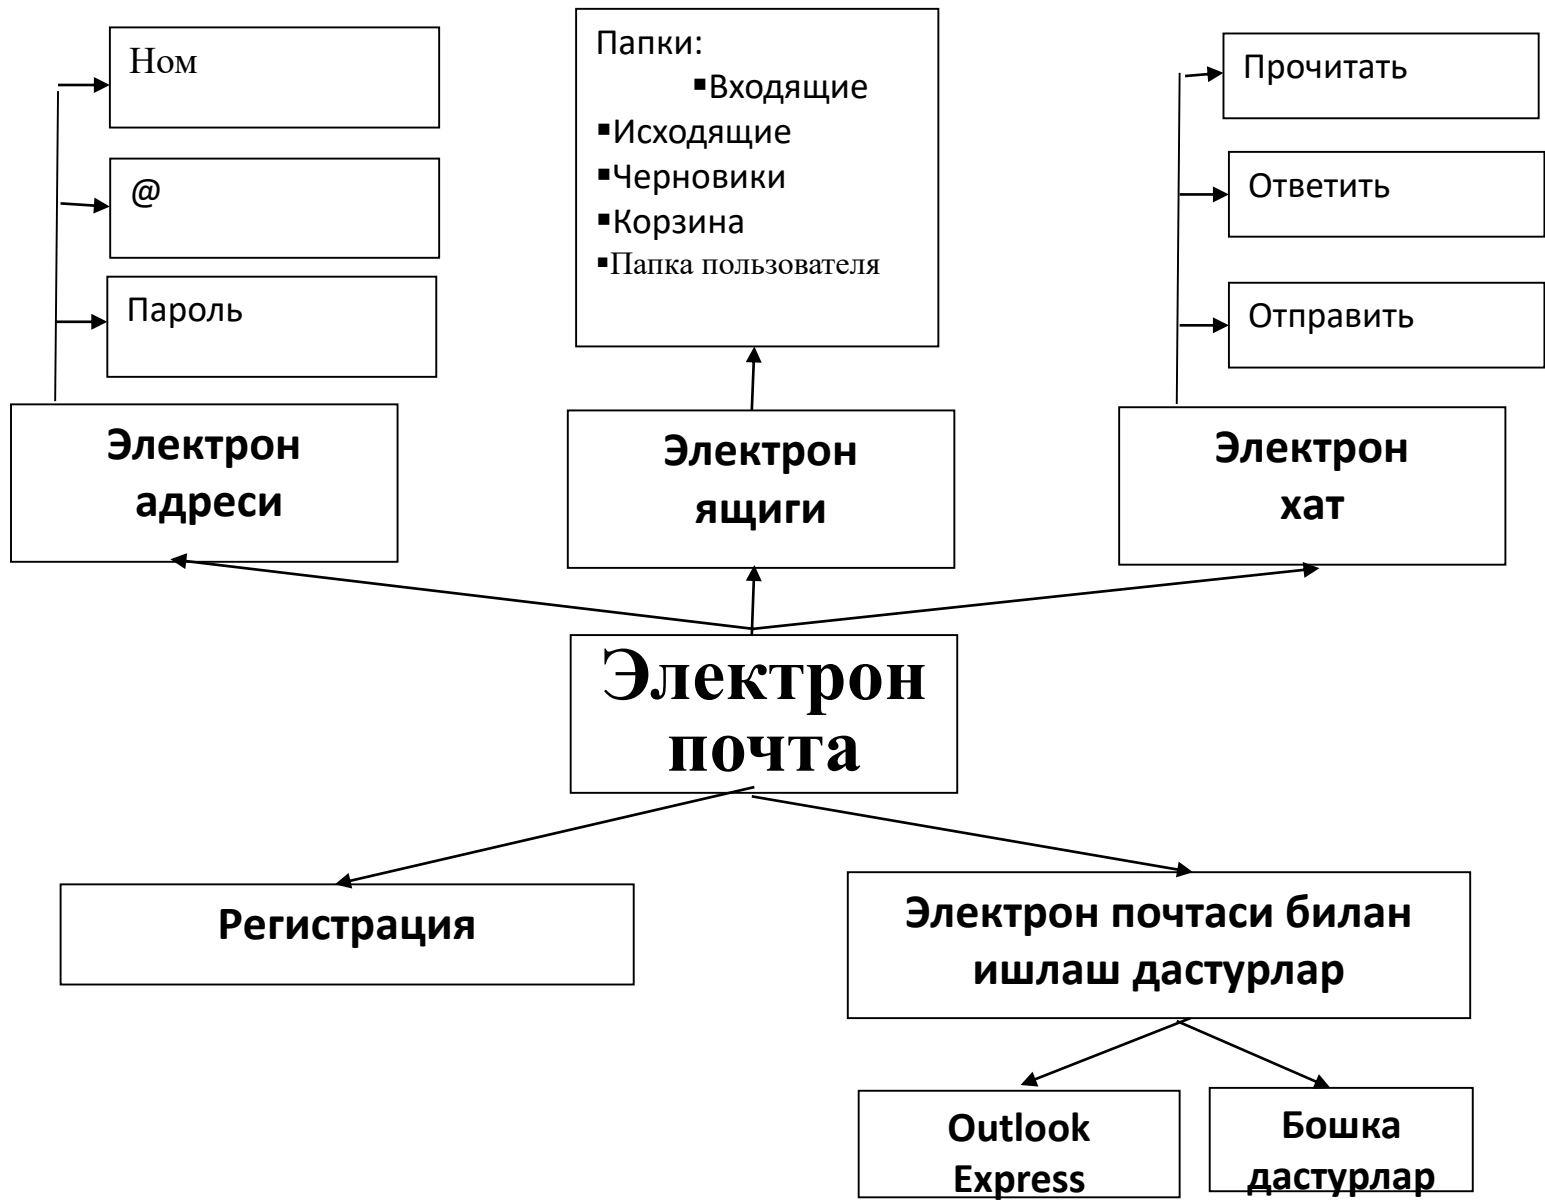 Ном
@
Пароль
Электрон
адреси
Папки:
▪Входящие
▪Исходящие
▪Черновики
▪Корзина
▪Папка пользователя
Электрон
ящиги
Прочитать
Ответить
Отправить
Электрон
хат
Электрон
почта
Регистрация
Электрон почтаси билан
ишлаш дастурлар
Outlook
Express
Бошка
дастурлар